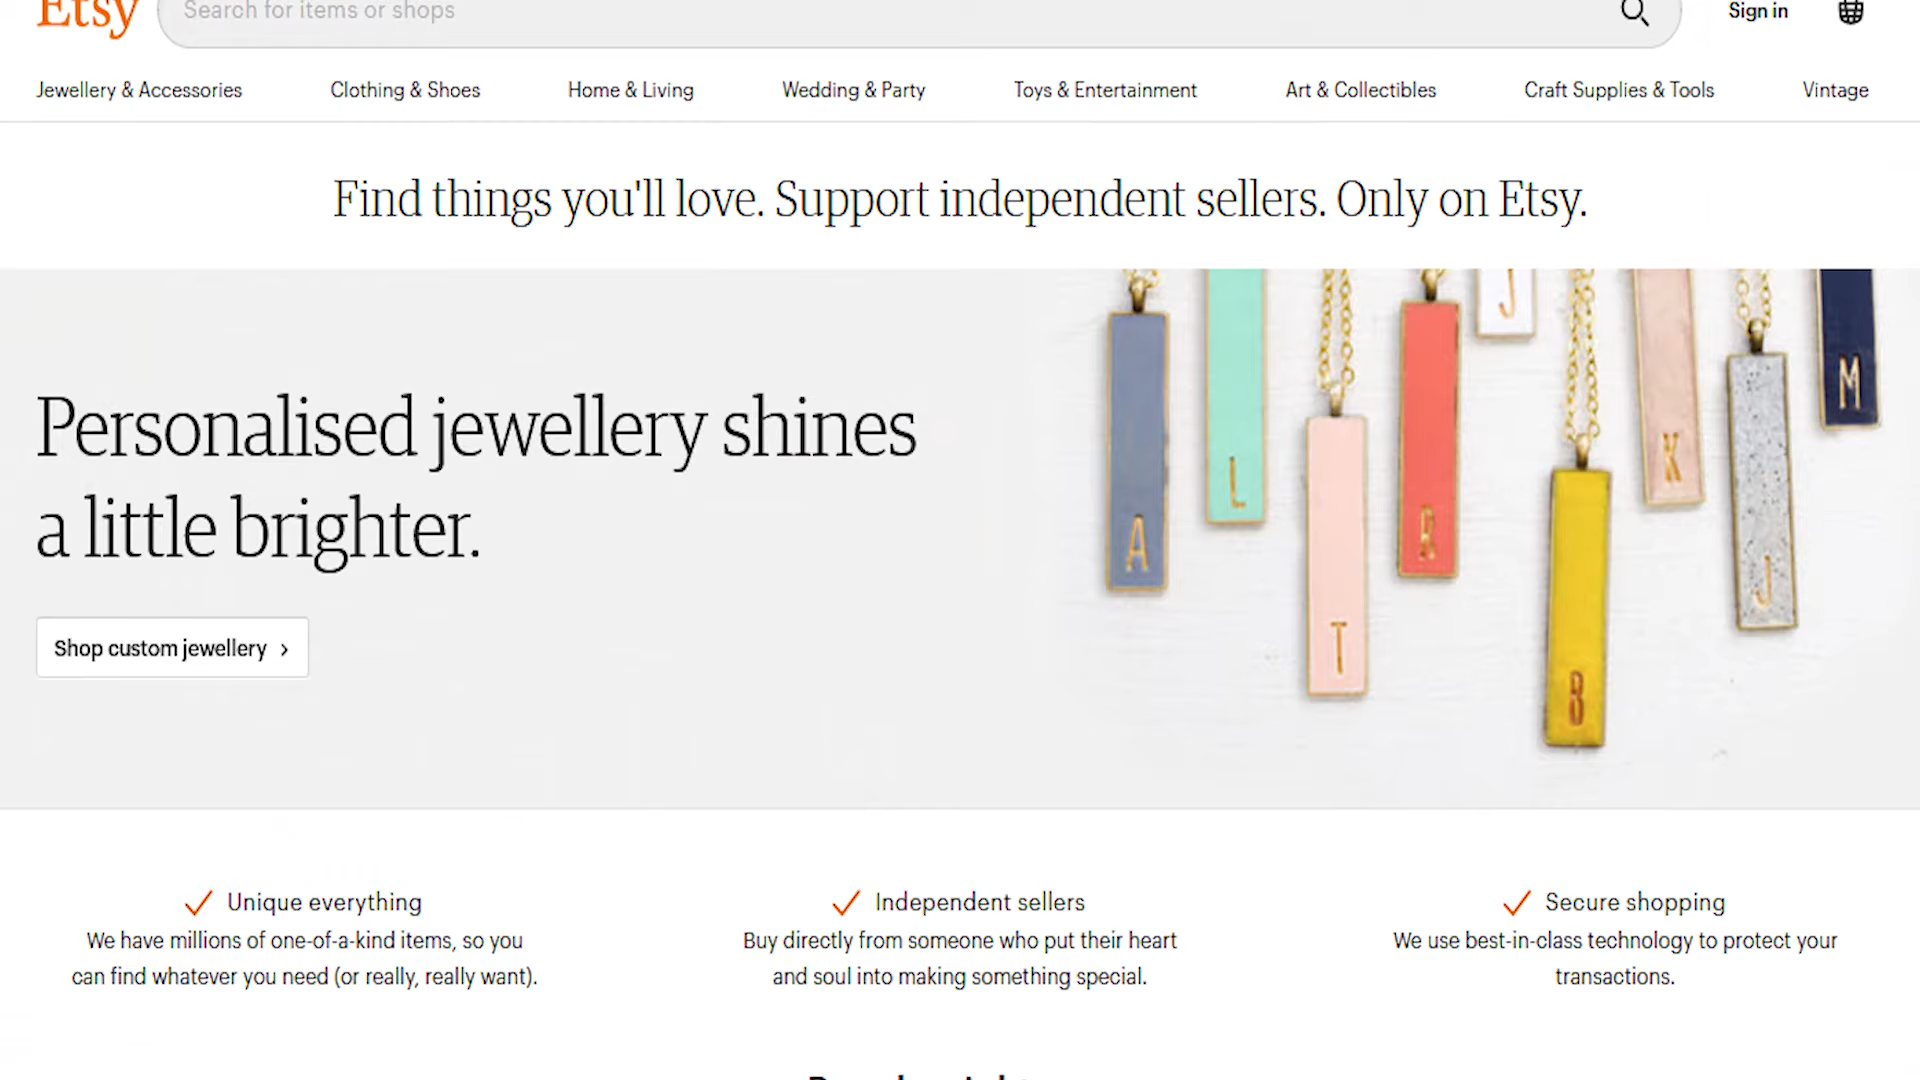 Etsy
Search for items or shops
Sign in
Jewellery & Accessories
Clothing & Shoes
Home & Living
Wedding & Party
Toys & Entertainment
Art & Collectibles
Craft Supplies & Tools
Vintage
Find things you'll love. Support independent sellers. Only on Etsy.
Personalised jewellery shines
a little brighter.
Shop custom jewellery
A
L
T
R
J
B
K
J
M
Unique everything
We have millions of one-of-a-kind items, so you
can find whatever you need (or really, really want).
Independent sellers
Buy directly from someone who put their heart
and soul into making something special.
Secure shopping
We use best-in-class technology to protect your
transactions.